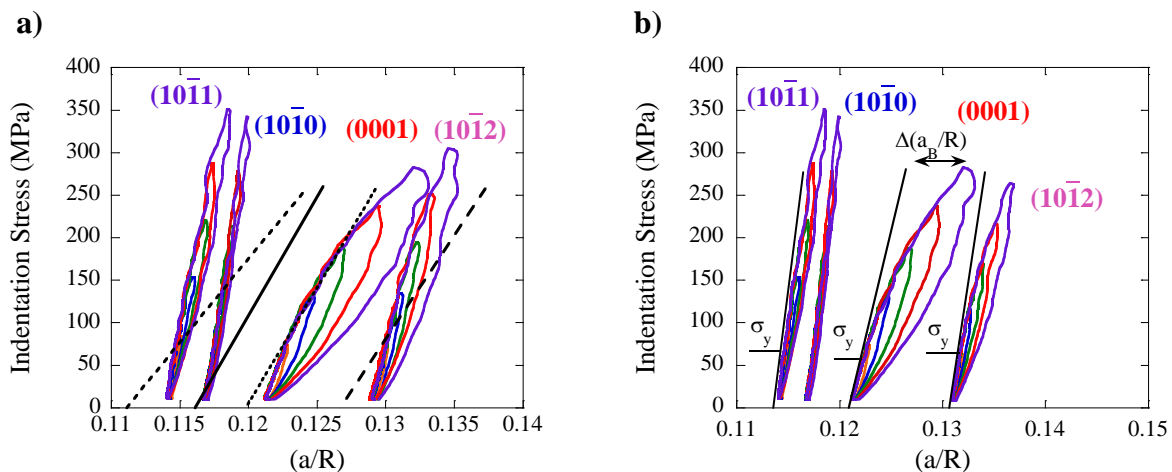 a)
400
350
300
250
200
150
100
50
0
Indentation Stress (MPa)
(101̅1)
(101̅0)
(0001)
(101̅2)
0.11 0.115 0.12 0.125 0.13 0.135 0.14
(a/R)
b)
400
350
300
250
200
150
100
50
0
Indentation Stress (MPa)
(101̅1)
(101̅0)
(0001)
Δ(a_B/R)
(101̅2)
σ_y
σ_y
σ_y
0.11 0.12 0.13 0.14 0.15
(a/R)